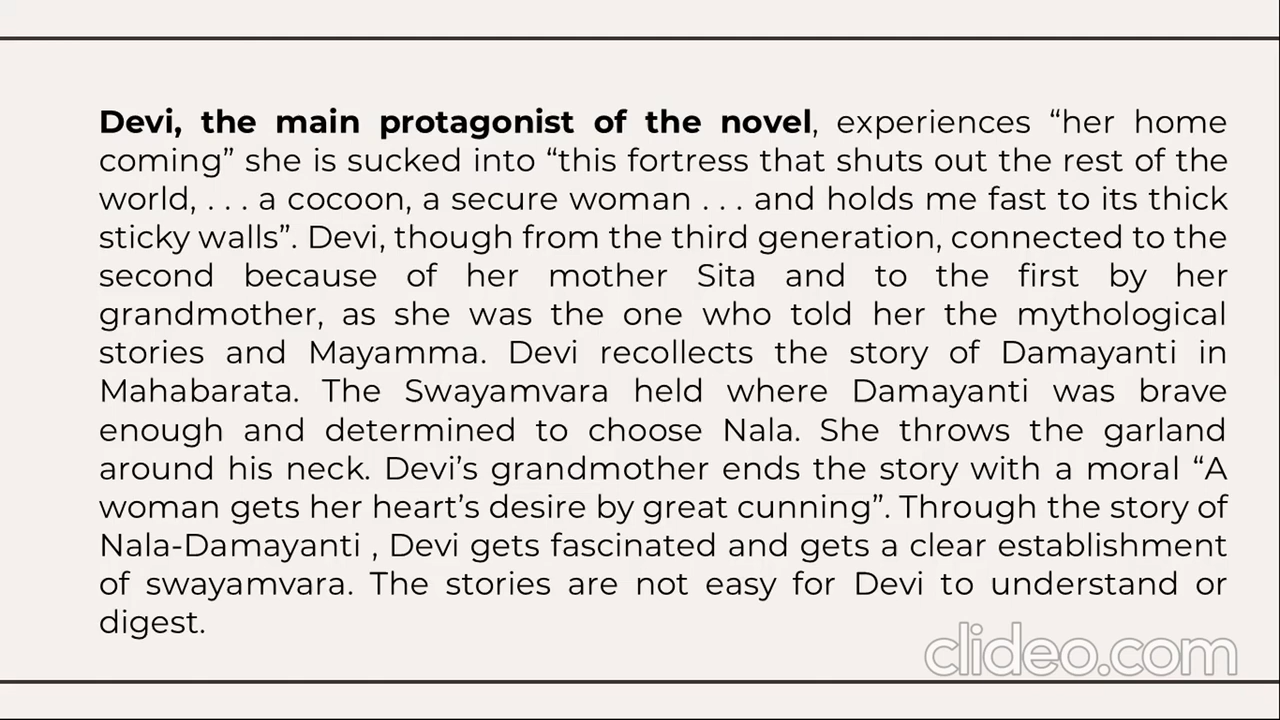 Devi, the main protagonist of the novel, experiences “her home
coming” she is sucked into “this fortress that shuts out the rest of the
world, . . . a cocoon, a secure woman . . . and holds me fast to its thick
sticky walls”. Devi, though from the third generation, connected to the
second because of her mother Sita and to the first by her
grandmother, as she was the one who told her the mythological
stories and Mayamma. Devi recollects the story of Damayanti in
Mahabarata. The Swayamvara held where Damayanti was brave
enough and determined to choose Nala. She throws the garland
around his neck. Devi’s grandmother ends the story with a moral “A
woman gets her heart’s desire by great cunning”. Through the story of
Nala-Damayanti , Devi gets fascinated and gets a clear establishment
of swayamvara. The stories are not easy for Devi to understand or
digest.
clideo.com